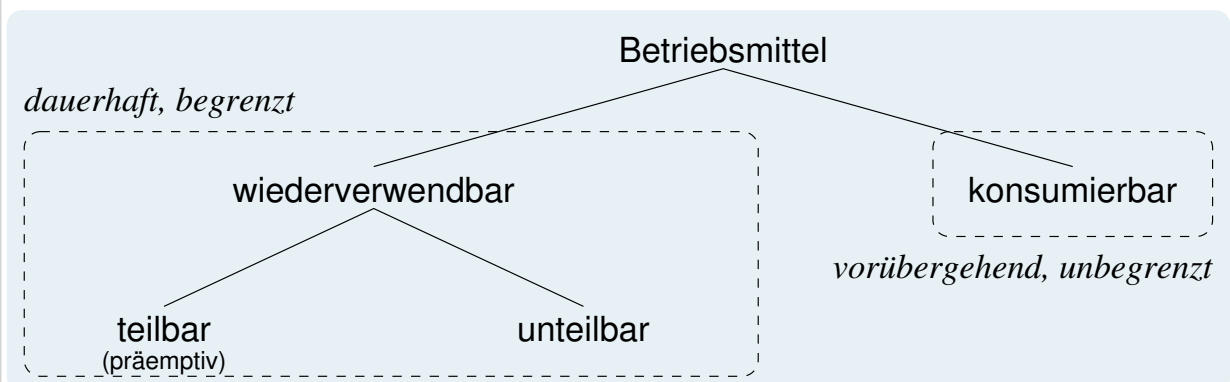 Betriebsmittel
dauerhaft, begrenzt
wiederverwendbar
konsumierbar
vorübergehend, unbegrenzt
teilbar
unteilbar
(präemptiv)